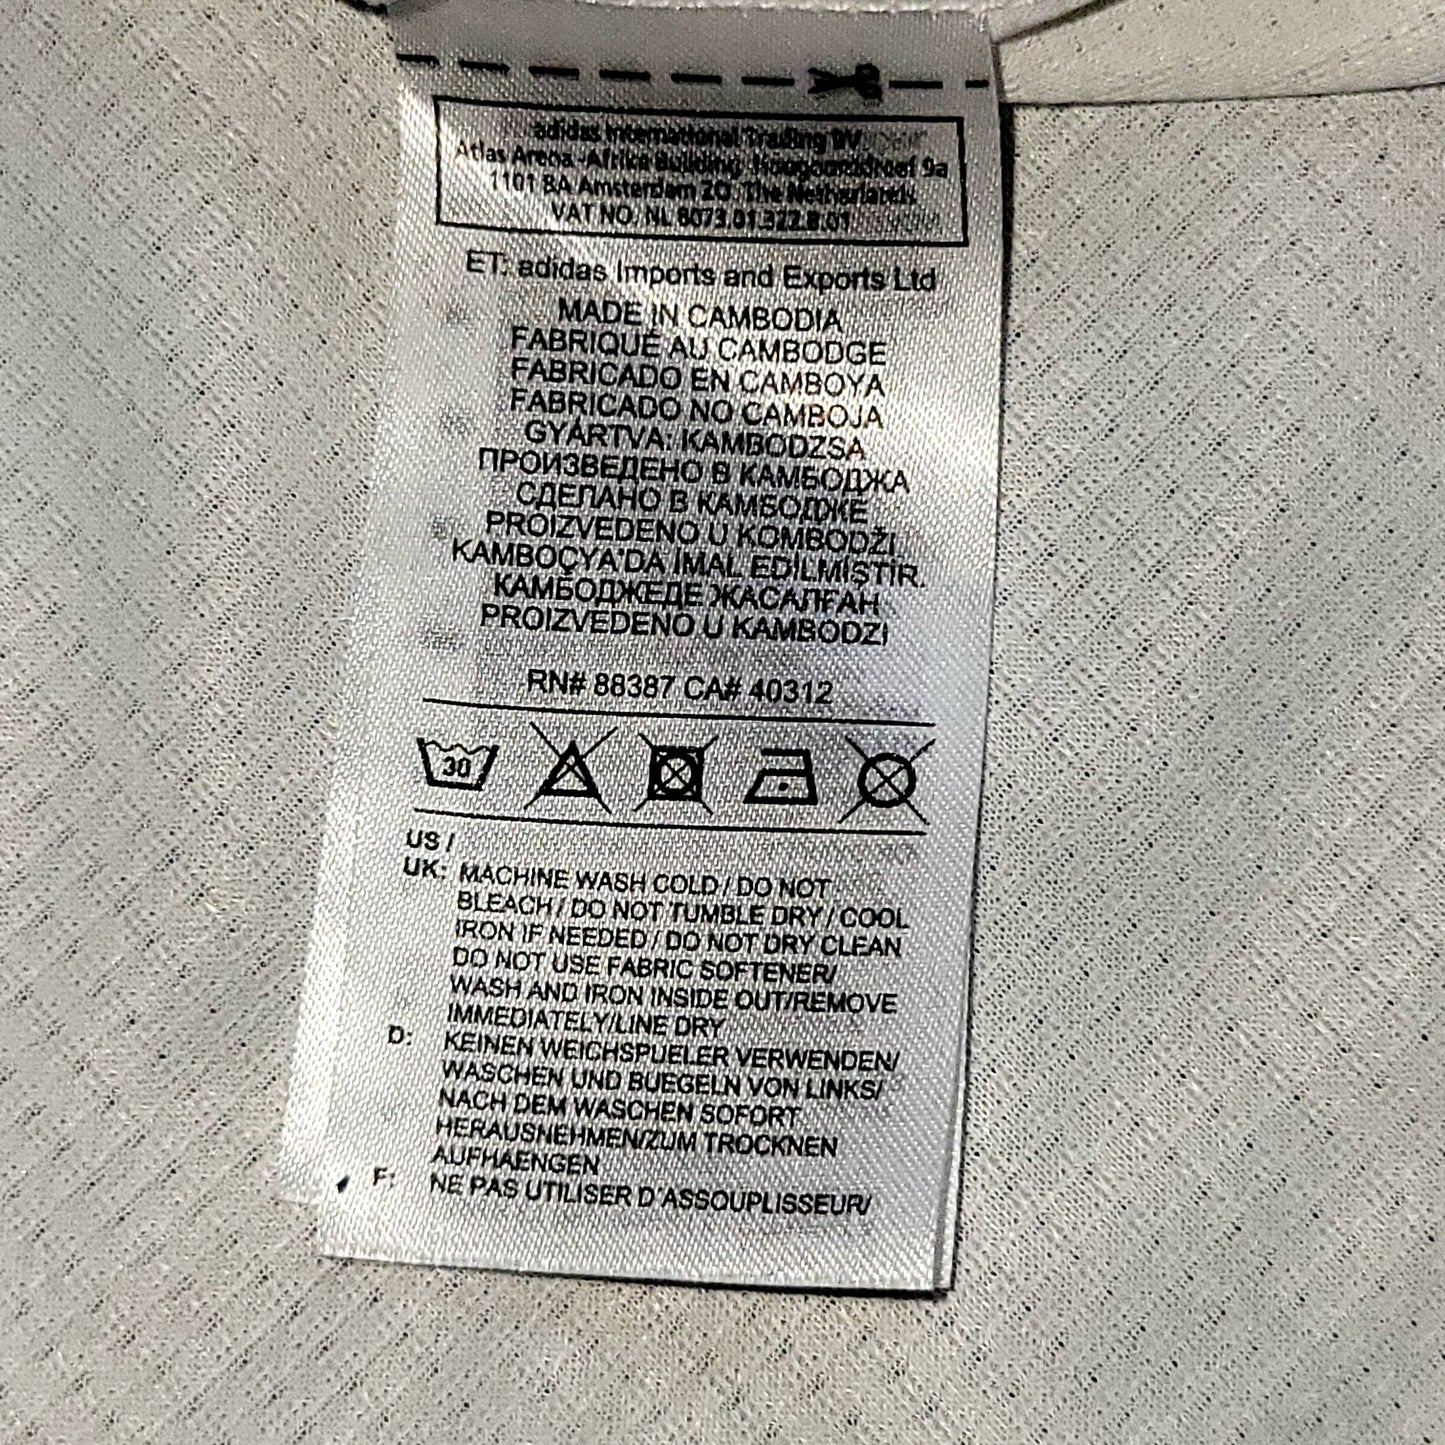 adidas International Trading BV.
Atlas Arena -Afrika Building, Hoogoorddreef 9a
1101 BA Amsterdam ZO. The Netherlands
VAT NO. NL 8073.01.322.B.01
ET: adidas Imports and Exports Ltd
MADE IN CAMBODIA
FABRIQUÉ AU CAMBODGE
FABRICADO EN CAMBOYA
FABRICADO NO CAMBOJA
GYÁRTVA: KAMBODZSA
ПРОИЗВЕДЕНО В КАМБОДЖА
СДЕЛАНО В КАМБОДЖЕ
PROIZVEDENO U KOMBODŽI
KAMBOÇYA'DA İMAL EDİLMİŞTİR.
КАМБОДЖЕДЕ ЖАСАЛҒАН
PROIZVEDENO U KAMBODZI
RN# 88387 CA# 40312
30
US /
UK: MACHINE WASH COLD / DO NOT
BLEACH / DO NOT TUMBLE DRY / COOL
IRON IF NEEDED / DO NOT DRY CLEAN
DO NOT USE FABRIC SOFTENER/
WASH AND IRON INSIDE OUT/REMOVE
IMMEDIATELY/LINE DRY
D: KEINEN WEICHSPUELER VERWENDEN/
WASCHEN UND BUEGELN VON LINKS/
NACH DEM WASCHEN SOFORT
HERAUSNEHMEN/ZUM TROCKNEN
AUFHAENGEN
F: NE PAS UTILISER D'ASSOUPLISSEUR/